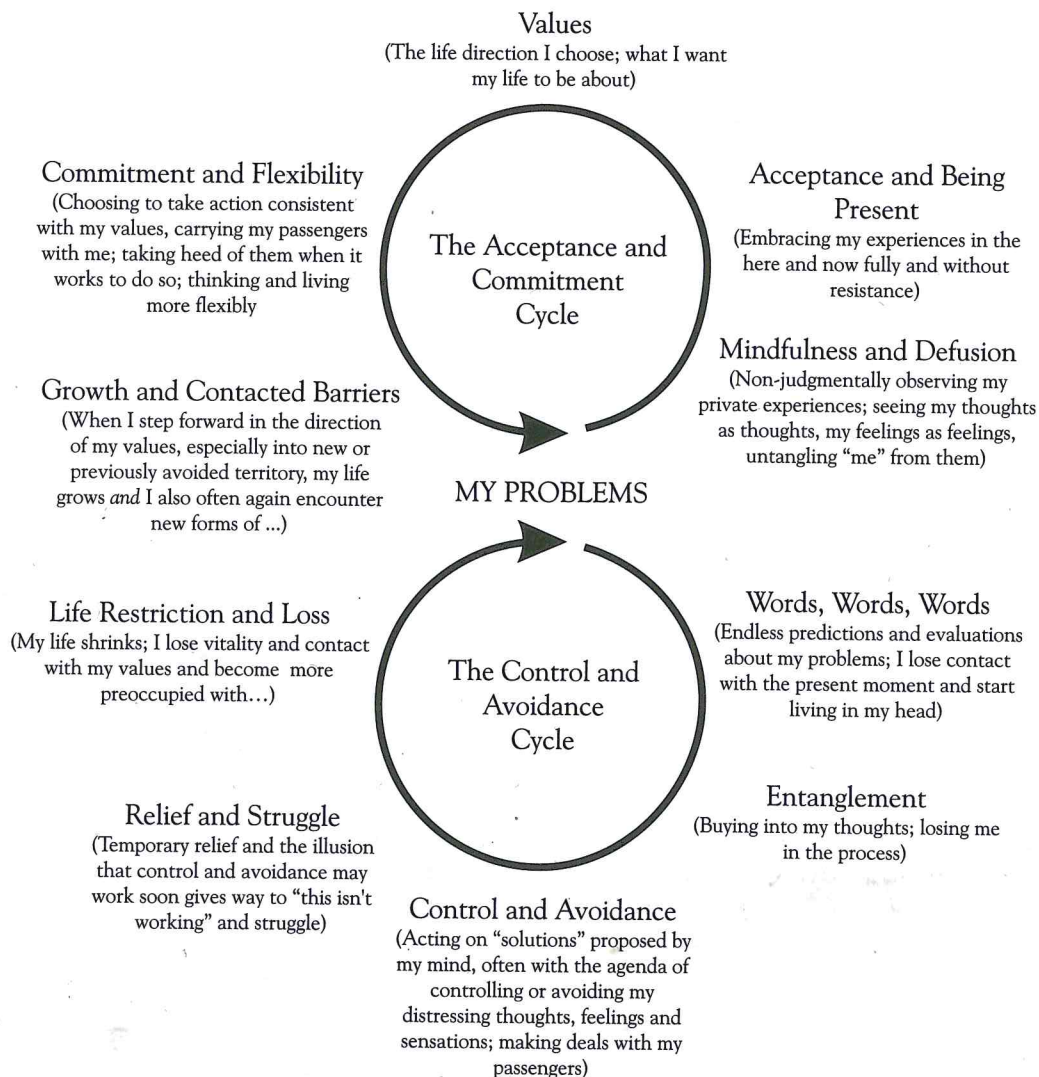 Values
(The life direction I choose; what I want
my life to be about)
Commitment and Flexibility
(Choosing to take action consistent
with my values, carrying my passengers
with me; taking heed of them when it
works to do so; thinking and living
more flexibly
The Acceptance and
Commitment
Cycle
Acceptance and Being
Present
(Embracing my experiences in the
here and now fully and without
resistance)
Mindfulness and Defusion
(Non-judgmentally observing my
private experiences; seeing my thoughts
as thoughts, my feelings as feelings,
untangling “me” from them)
Growth and Contacted Barriers
(When I step forward in the direction
of my values, especially into new or
previously avoided territory, my life
grows and I also often again encounter
new forms of ...)
MY PROBLEMS
Life Restriction and Loss
(My life shrinks; I lose vitality and contact
with my values and become more
preoccupied with…)
The Control and
Avoidance
Cycle
Words, Words, Words
(Endless predictions and evaluations
about my problems; I lose contact
with the present moment and start
living in my head)
Entanglement
(Buying into my thoughts; losing me
in the process)
Relief and Struggle
(Temporary relief and the illusion
that control and avoidance may
work soon gives way to “this isn't
working” and struggle)
Control and Avoidance
(Acting on “solutions” proposed by
my mind, often with the agenda of
controlling or avoiding my
distressing thoughts, feelings and
sensations; making deals with my
passengers)